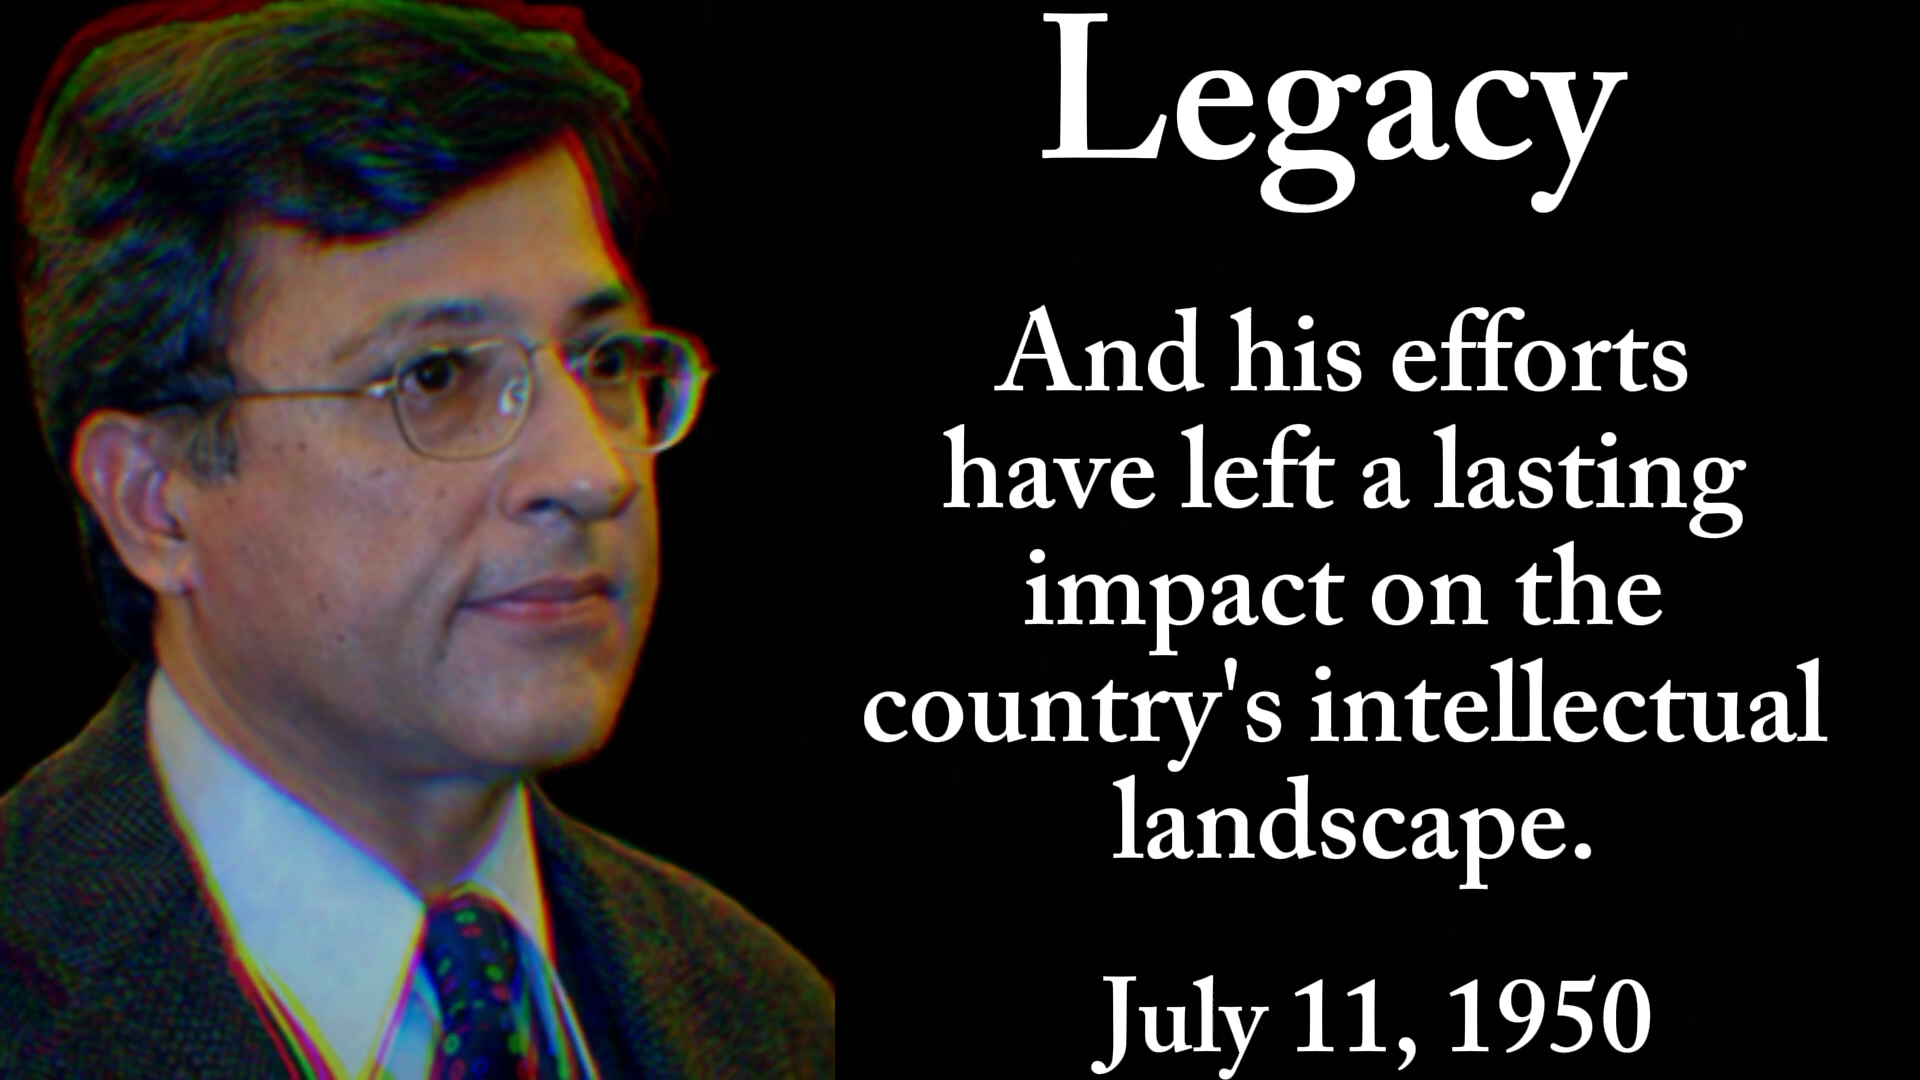 Legacy
And his efforts
have left a lasting
impact on the
country's intellectual
landscape.
July 11, 1950